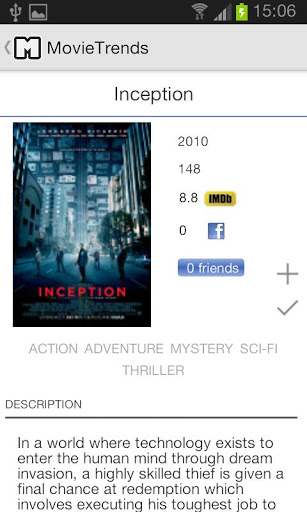 15:06
M MovieTrends
Inception
LEONARDO DICAPRIO
2010
148
8.8 IMDb
0 f
0 friends
INCEPTION
ACTION ADVENTURE MYSTERY SCI-FI
THRILLER
DESCRIPTION
In a world where technology exists to
enter the human mind through dream
invasion, a highly skilled thief is given a
final chance at redemption which
involves executing his toughest job to